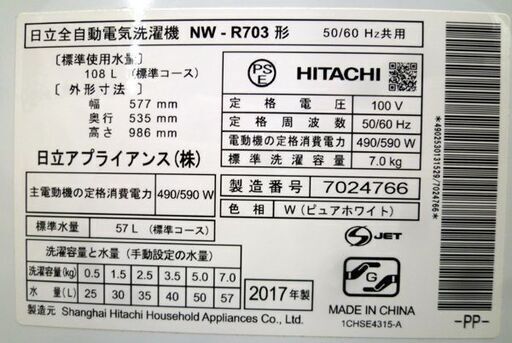 日立全自動電気洗濯機 NW-R703 形 50/60 Hz共用
〔標準使用水量〕
108 L （標準コース）
〔外形寸法〕
幅 577 mm
奥行 535 mm
高さ 986 mm
日立アプライアンス(株)
主電動機の定格消費電力 490/590 W
標準水量 57 L （標準コース）
洗濯容量と水量（手動設定の水量）
洗濯容量(kg) 0.5 1.5 2.5 3.5 5.0 7.0
水 量(L) 25 30 35 40 50 57
製造元 Shanghai Hitachi Household Appliances Co., Ltd.
PS
E
HITACHI
定格電圧 100 V
定格周波数 50/60 Hz
電動機の定格消費電力 490/590 W
標準洗濯容量 7.0 kg
製造番号 7024766
色相 W（ピュアホワイト）
JET
G
2017 年製
MADE IN CHINA
1CHSE4315-A
*4902530131529/7024766*
-PP-